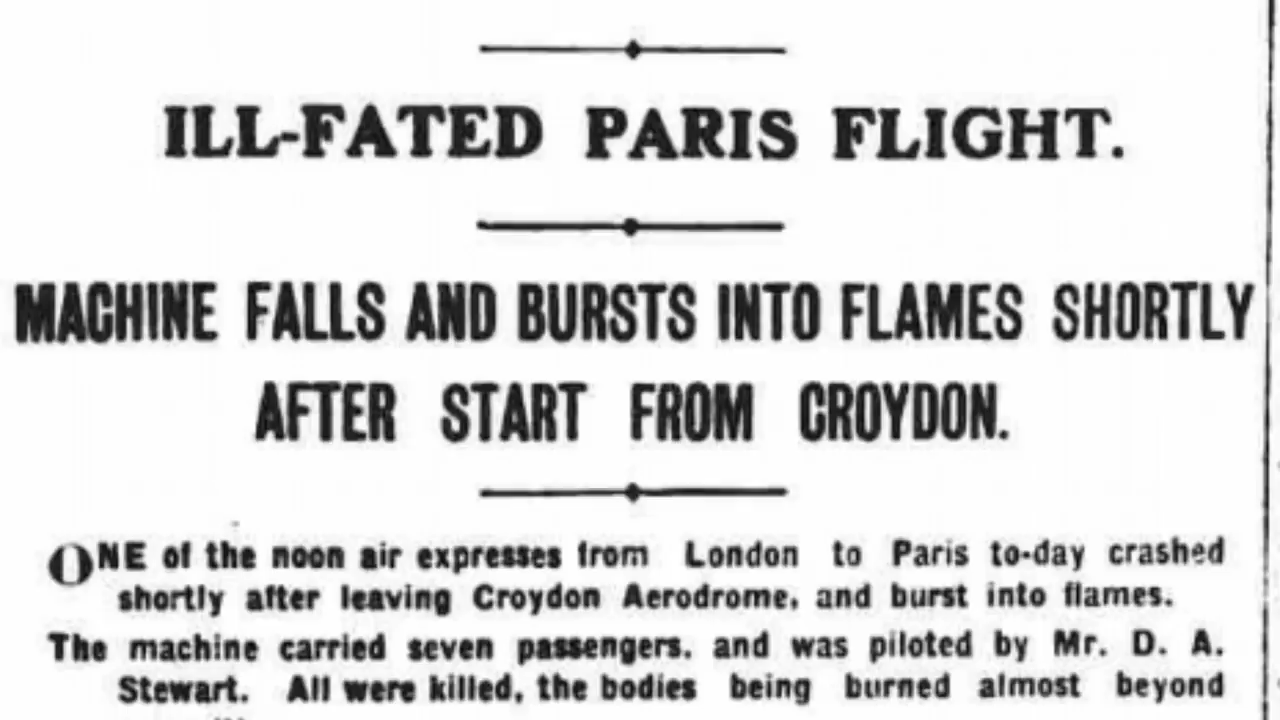 ILL-FATED PARIS FLIGHT.
MACHINE FALLS AND BURSTS INTO FLAMES SHORTLY
AFTER START FROM CROYDON.
ONE of the noon air expresses from London to Paris to-day crashed
shortly after leaving Croydon Aerodrome, and burst into flames.
The machine carried seven passengers, and was piloted by Mr. D. A.
Stewart. All were killed, the bodies being burned almost beyond